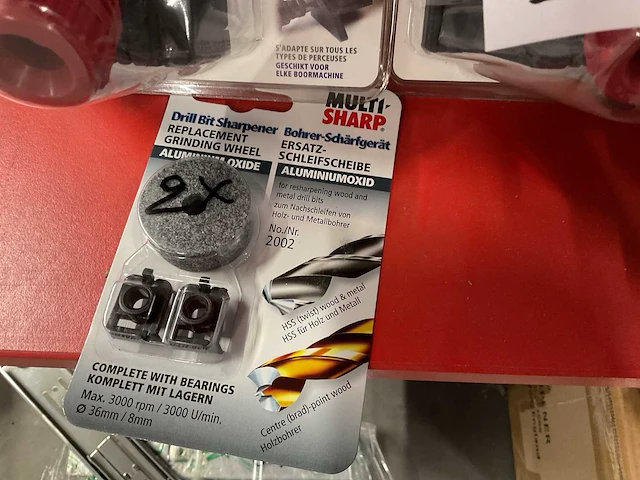 S'ADAPTE SUR TOUS LES
TYPES DE PERCEUSES
GESCHIKT VOOR
ELKE BOORMACHINE
MULTI-
SHARP®
Drill Bit Sharpener
REPLACEMENT
GRINDING WHEEL
ALUMINIUM OXIDE
Bohrer-Schärfgerät
ERSATZ-
SCHLEIFSCHEIBE
ALUMINIUMOXID
for resharpening wood and
metal drill bits
zum Nachschleifen von
Holz- und Metallbohrer
No./Nr.
2002
2X
HSS (twist) wood & metal
HSS für Holz und Metall
COMPLETE WITH BEARINGS
KOMPLETT MIT LAGERN
Max. 3000 rpm / 3000 U/min.
Ø 36mm / 8mm
Centre (brad)-point wood
Holzbohrer